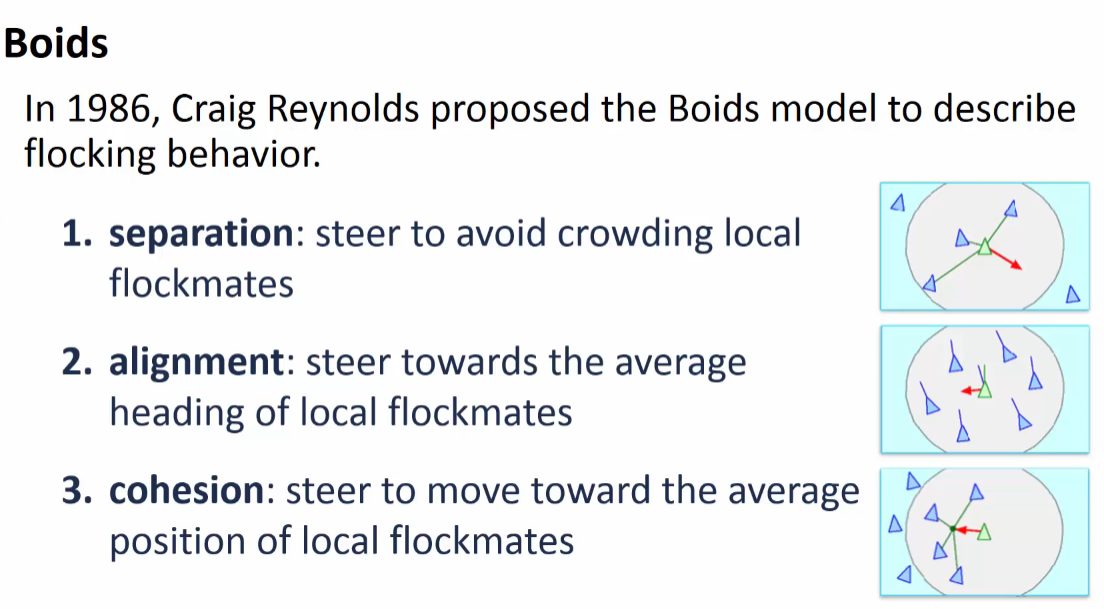 Boids
In 1986, Craig Reynolds proposed the Boids model to describe
flocking behavior.
1. separation: steer to avoid crowding local
flockmates
2. alignment: steer towards the average
heading of local flockmates
3. cohesion: steer to move toward the average
position of local flockmates